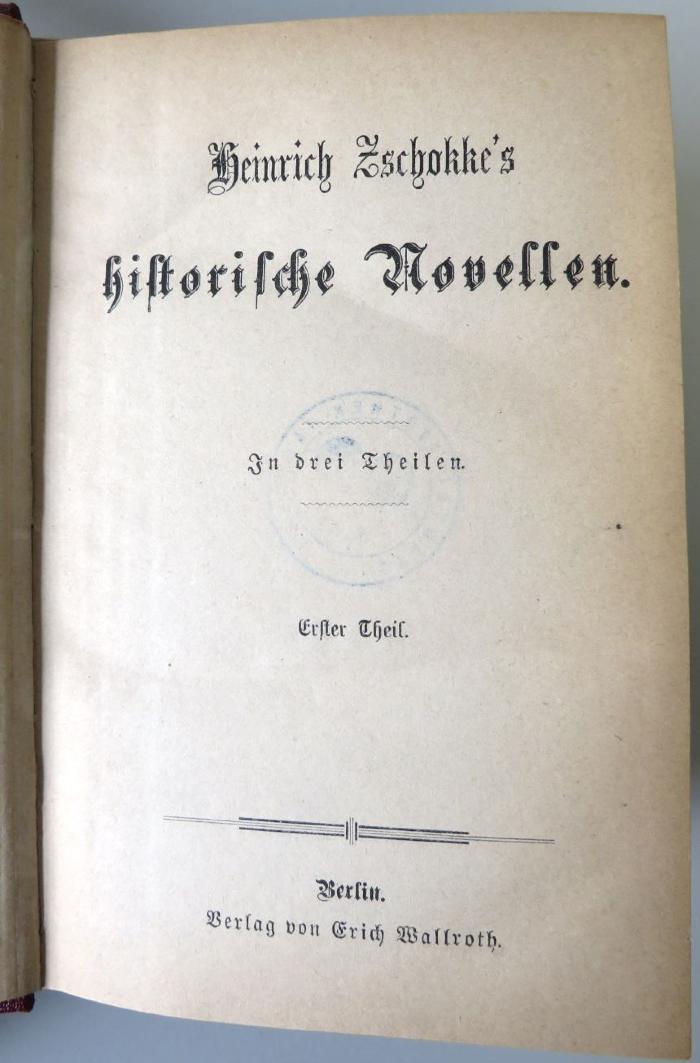 Heinrich Zschokke's
historische Novellen.
In drei Theilen.
Erster Theil.
Berlin.
Verlag von Erich Wallroth.